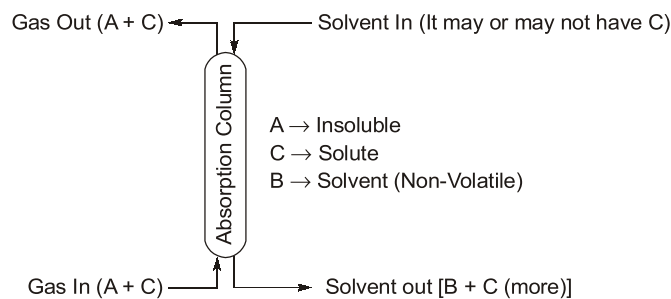 Gas Out (A + C)
Solvent In (It may or may not have C)
Absorption Column
A → Insoluble
C → Solute
B → Solvent (Non-Volatile)
Gas In (A + C)
Solvent out [B + C (more)]